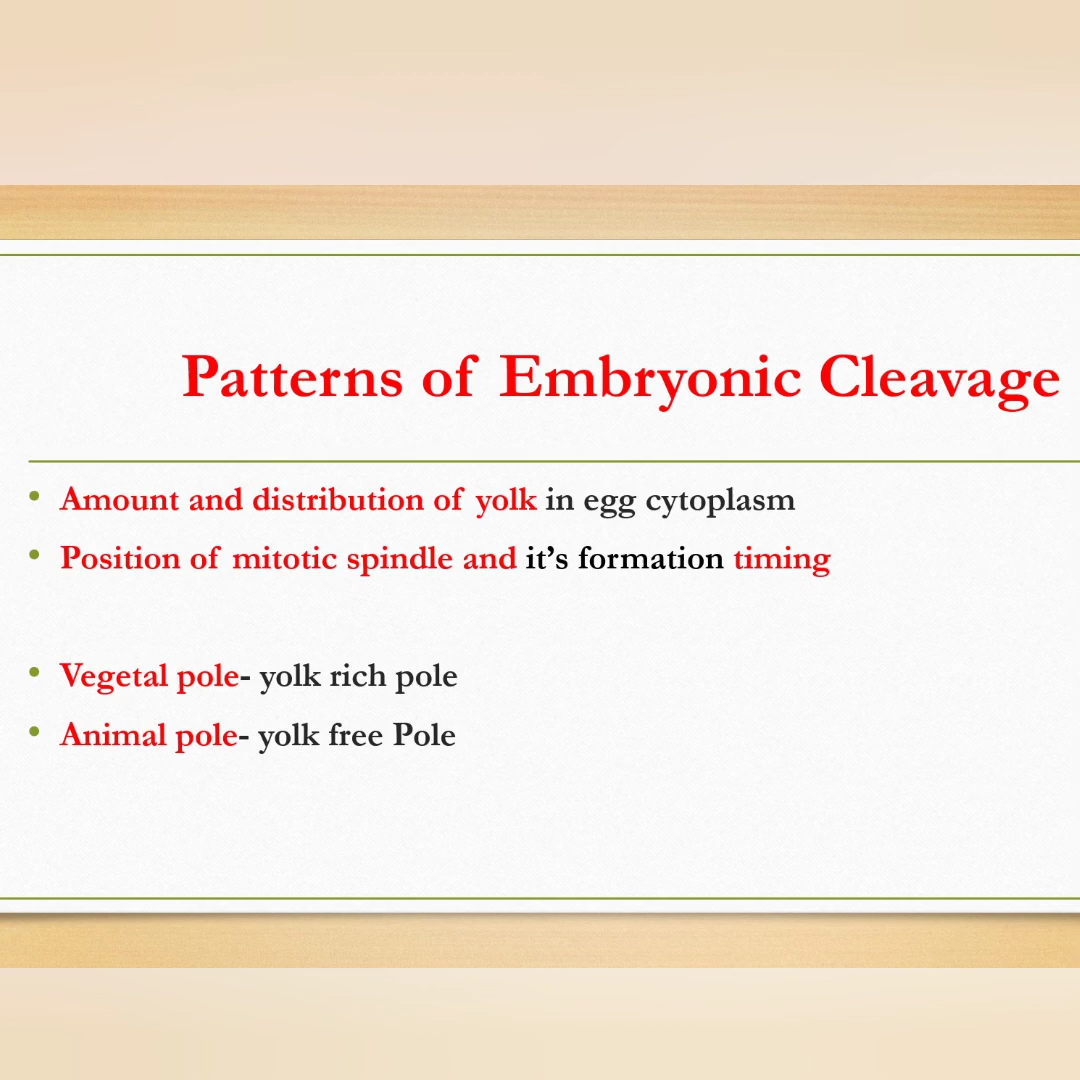 Patterns of Embryonic Cleavage
• Amount and distribution of yolk in egg cytoplasm
• Position of mitotic spindle and it’s formation timing
• Vegetal pole- yolk rich pole
• Animal pole- yolk free Pole